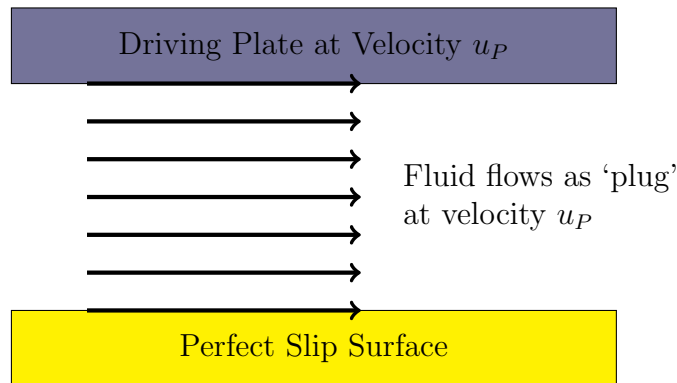 Driving Plate at Velocity u_P
Fluid flows as ‘plug’
at velocity u_P
Perfect Slip Surface